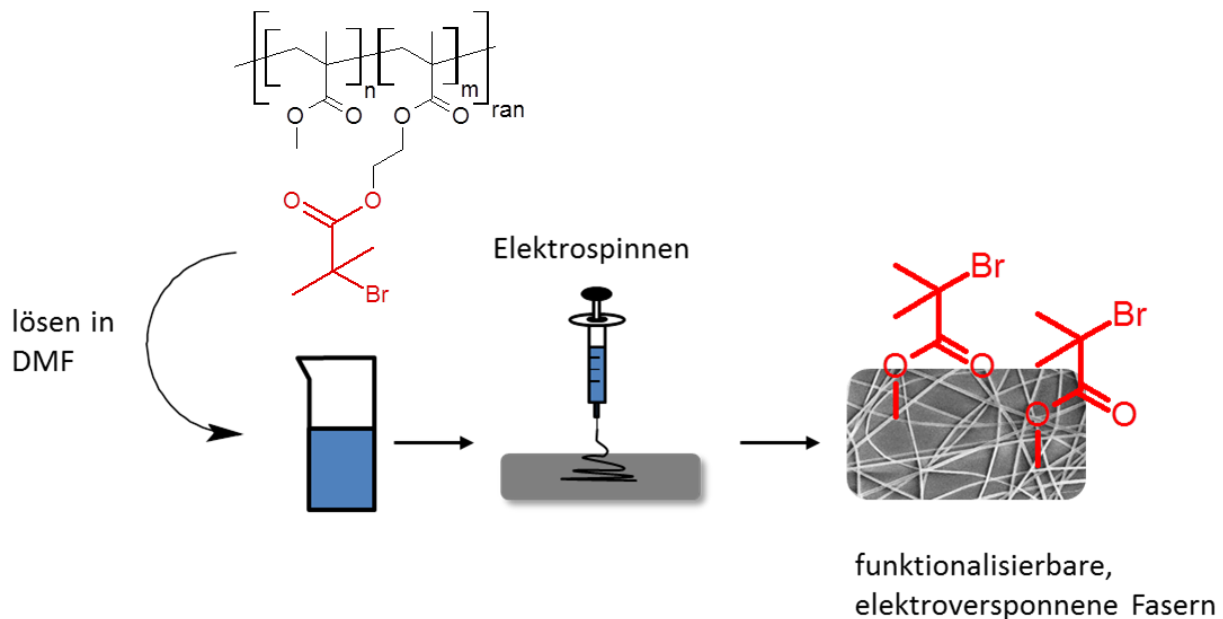 n
m
ran
O
O
O
O
O
O
Br
Elektrospinnen
lösen in
DMF
Br
Br
O
O
O
O
funktionalisierbare,
elektroversponnene Fasern